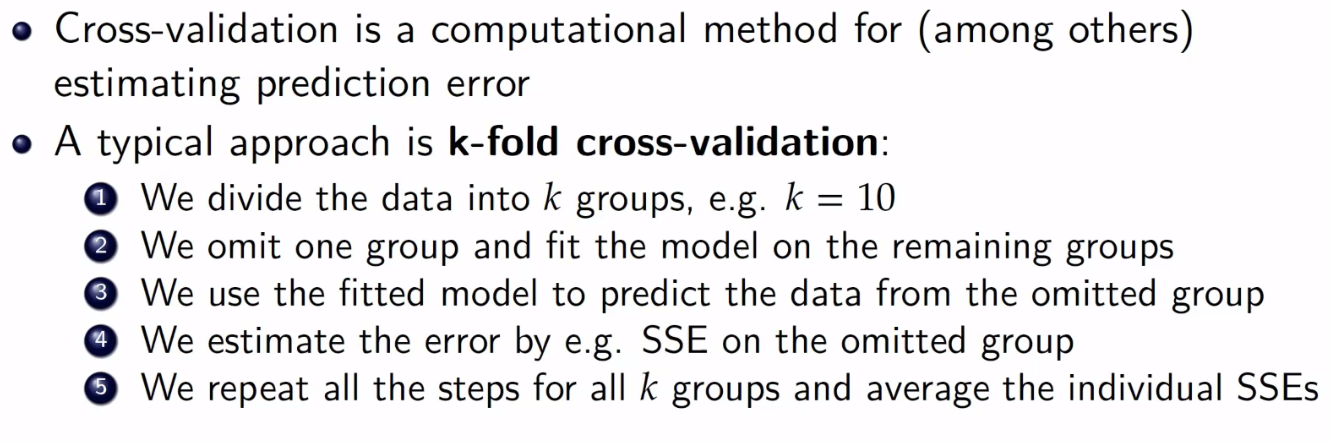 Cross-validation is a computational method for (among others)
estimating prediction error
A typical approach is k-fold cross-validation:
1 We divide the data into k groups, e.g. k = 10
2 We omit one group and fit the model on the remaining groups
3 We use the fitted model to predict the data from the omitted group
4 We estimate the error by e.g. SSE on the omitted group
5 We repeat all the steps for all k groups and average the individual SSEs